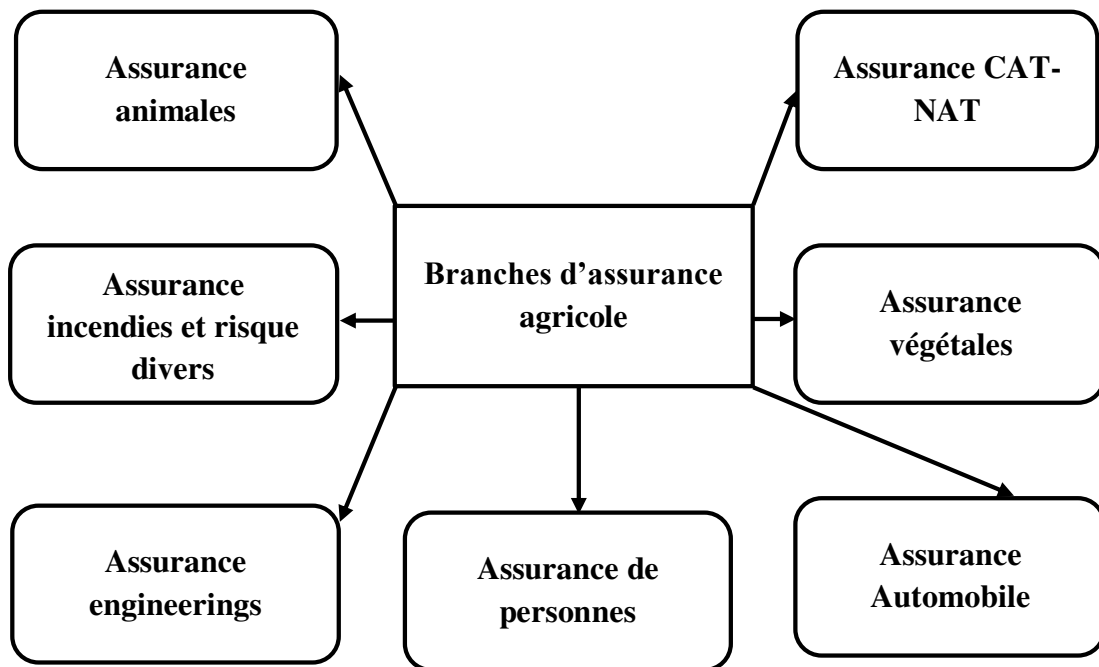 Assurance
animales
Assurance CAT-
NAT
Branches d’assurance
agricole
Assurance
incendies et risque
divers
Assurance
végétales
Assurance
engineerings
Assurance de
personnes
Assurance
Automobile